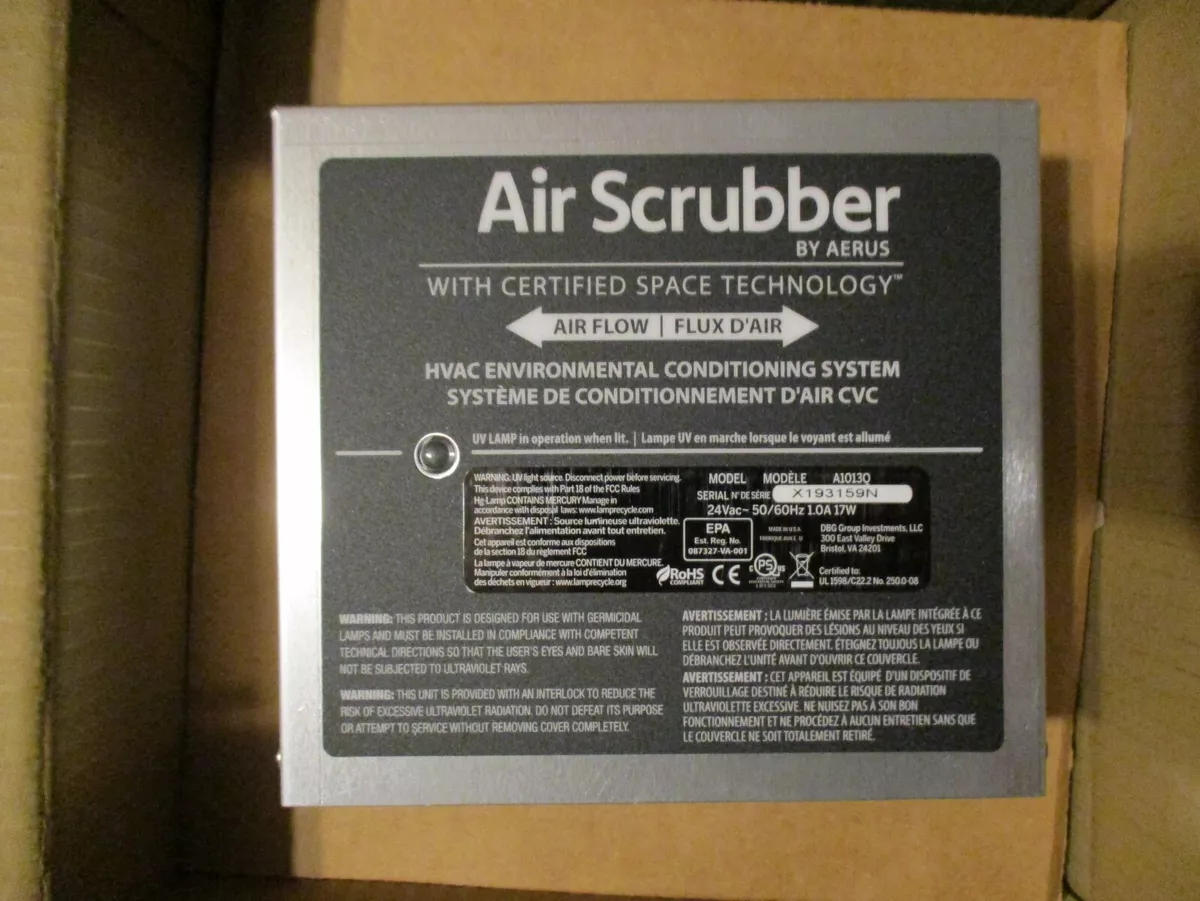 Air Scrubber
BY AERUS
WITH CERTIFIED SPACE TECHNOLOGY™
AIR FLOW | FLUX D'AIR
HVAC ENVIRONMENTAL CONDITIONING SYSTEM
SYSTÈME DE CONDITIONNEMENT D'AIR CVC
UV LAMP in operation when lit. | Lampe UV en marche lorsque le voyant est allumé
WARNING: UV light source. Disconnect power before servicing.
This device complies with Part 18 of the FCC Rules
Hg-Lamp CONTAINS MERCURY Manage in
accordance with disposal laws: www.lamprecycle.com
AVERTISSEMENT : Source lumineuse ultraviolette.
Débranchez l'alimentation avant tout entretien.
Cet appareil est conforme aux dispositions
de la section 18 du règlement FCC
La lampe à vapeur de mercure CONTIENT DU MERCURE.
Manipuler conformément à la loi d'élimination
des déchets en vigueur : www.lamprecycle.org
MODEL MODÈLE A1013Q
SERIAL N° DE SÉRIE X193159N
24Vac~ 50/60Hz 1.0A 17W
EPA
Est. Reg. No.
087327-VA-001
MADE IN U.S.A.
FABRIQUÉ AUX É. U
DBG Group Investments, LLC
300 East Valley Drive
Bristol, VA 24201
RoHS
COMPLIANT
CE
C PS US
Certified to:
UL 1598/C22.2 No. 250.0-08
WARNING: THIS PRODUCT IS DESIGNED FOR USE WITH GERMICIDAL
LAMPS AND MUST BE INSTALLED IN COMPLIANCE WITH COMPETENT
TECHNICAL DIRECTIONS SO THAT THE USER'S EYES AND BARE SKIN WILL
NOT BE SUBJECTED TO ULTRAVIOLET RAYS.
WARNING: THIS UNIT IS PROVIDED WITH AN INTERLOCK TO REDUCE THE
RISK OF EXCESSIVE ULTRAVIOLET RADIATION. DO NOT DEFEAT ITS PURPOSE
OR ATTEMPT TO SERVICE WITHOUT REMOVING COVER COMPLETELY.
AVERTISSEMENT : LA LUMIÈRE ÉMISE PAR LA LAMPE INTÉGRÉE À CE
PRODUIT PEUT PROVOQUER DES LÉSIONS AU NIVEAU DES YEUX SI
ELLE EST OBSERVÉE DIRECTEMENT. ÉTEIGNEZ TOUJOURS LA LAMPE OU
DÉBRANCHEZ L'UNITÉ AVANT D'OUVRIR CE COUVERCLE.
AVERTISSEMENT : CET APPAREIL EST ÉQUIPÉ D'UN DISPOSITIF DE
VERROUILLAGE DESTINÉ À RÉDUIRE LE RISQUE DE RADIATION
ULTRAVIOLETTE EXCESSIVE. NE NUISEZ PAS À SON BON
FONCTIONNEMENT ET NE PROCÉDEZ À AUCUN ENTRETIEN SANS QUE
LE COUVERCLE NE SOIT TOTALEMENT RETIRÉ.